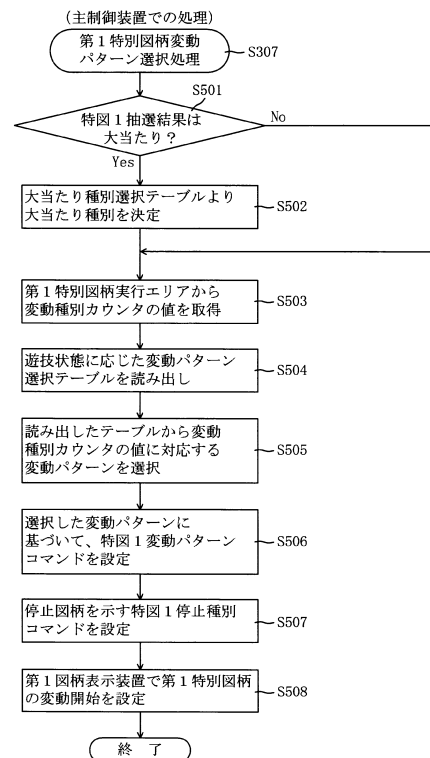 (主制御装置での処理)
第1特別図柄変動
パターン選択処理
S307
S501
特図1抽選結果は
大当たり?
No
Yes
大当たり種別選択テーブルより
大当たり種別を決定
S502
第1特別図柄実行エリアから
変動種別カウンタの値を取得
S503
遊技状態に応じた変動パターン
選択テーブルを読み出し
S504
読み出したテーブルから変動
種別カウンタの値に対応する
変動パターンを選択
S505
選択した変動パターンに
基づいて、特図1変動パターン
コマンドを設定
S506
停止図柄を示す特図1停止種別
コマンドを設定
S507
第1図柄表示装置で第1特別図柄
の変動開始を設定
S508
終 了